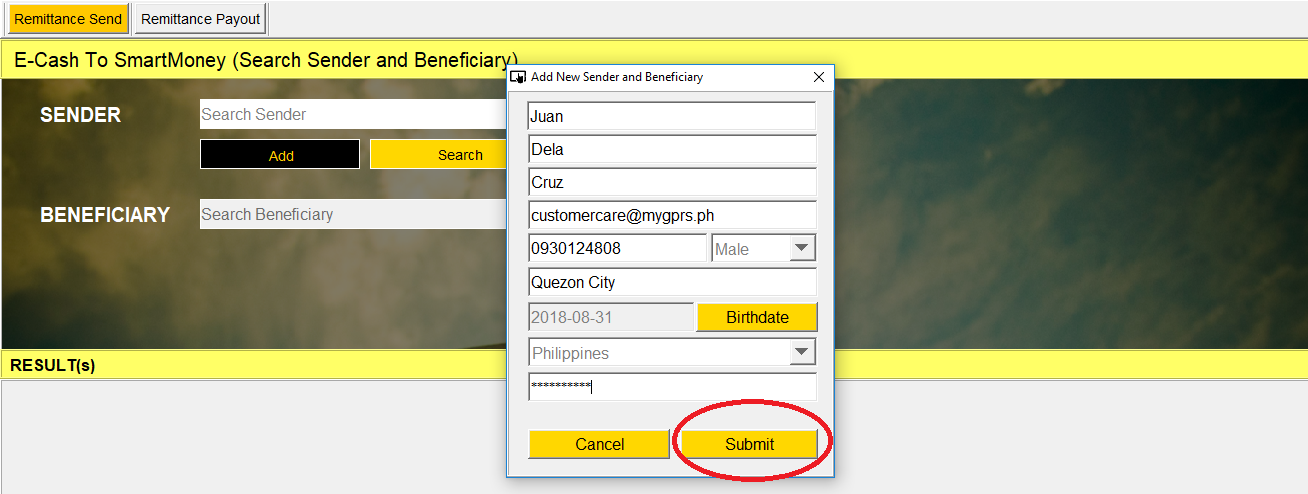 Remittance Send Remittance Payout
E-Cash To SmartMoney (Search Sender and Beneficiary)
Add New Sender and Beneficiary
SENDER Search Sender
Add Search
BENEFICIARY Search Beneficiary
Juan
Dela
Cruz
customercare@mygprs.ph
0930124808 Male
Quezon City
2018-08-31 Birthdate
Philippines
**********
Cancel Submit
RESULT(s)